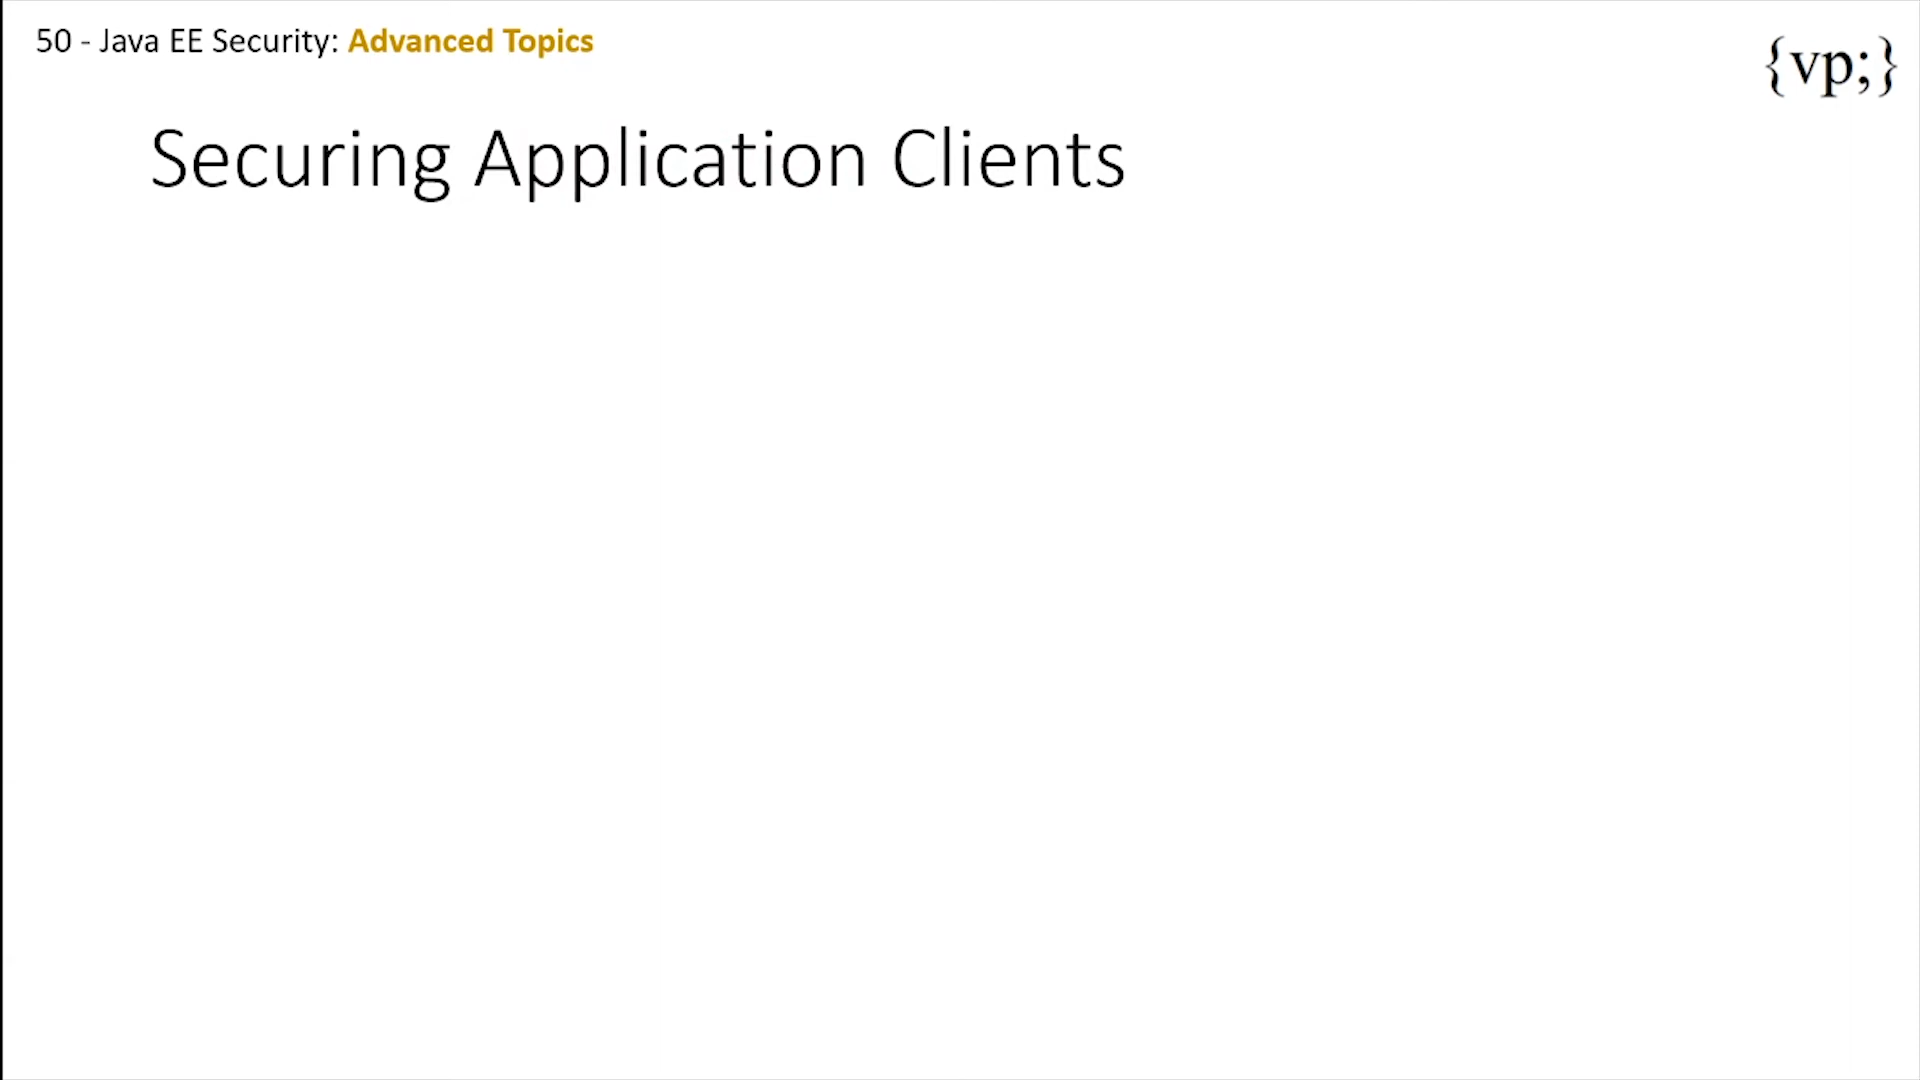 50 - Java EE Security: Advanced Topics
{vp;}
Securing Application Clients